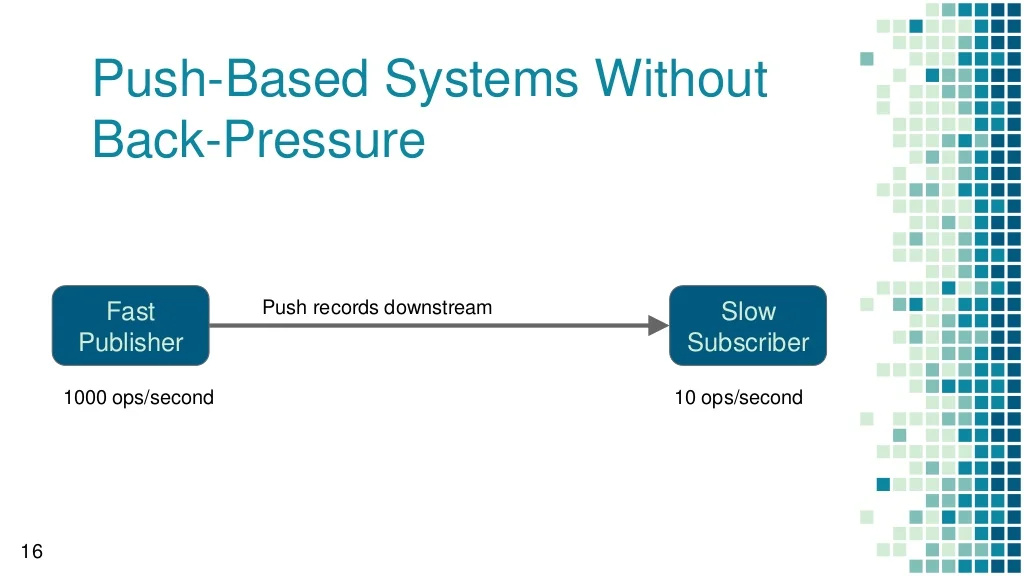 Push-Based Systems Without
Back-Pressure
Fast
Publisher
Push records downstream
Slow
Subscriber
1000 ops/second
10 ops/second
16